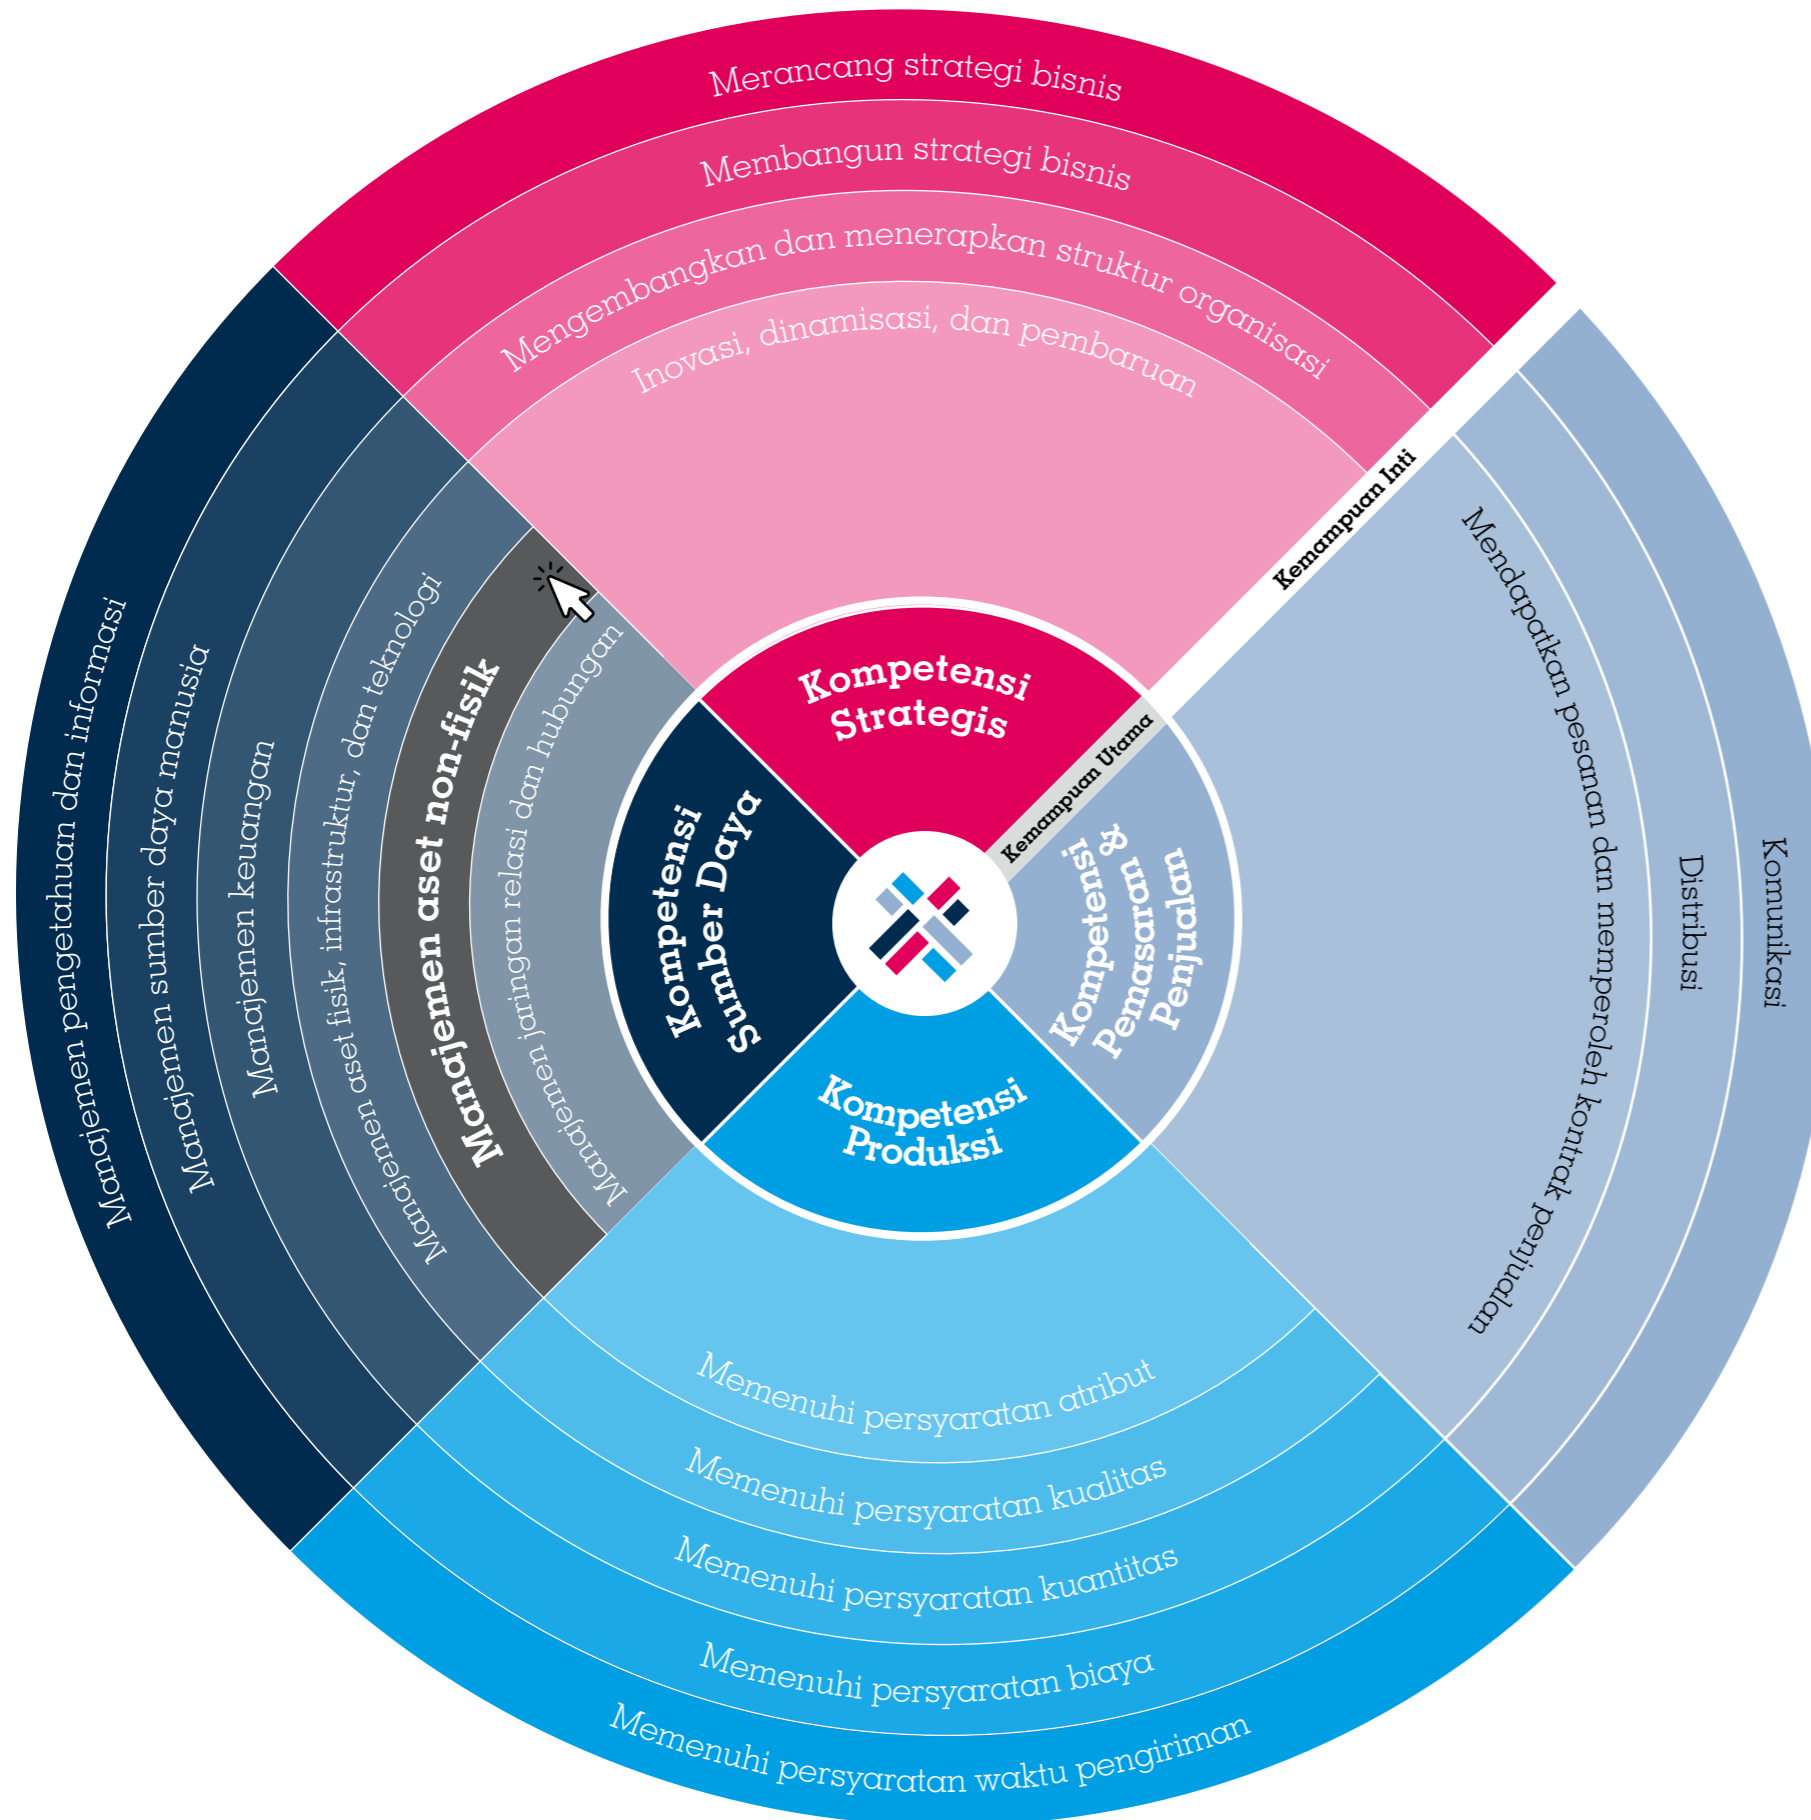 Merancang strategi bisnis
Membangun strategi bisnis
Mengembangkan dan menerapkan struktur organisasi
Inovasi, dinamisasi, dan pembaruan
Kompetensi
Strategis
Kemampuan Inti
Kemampuan Utama
Kompetensi
Pemasaran &
Penjualan
Mendapatkan pesanan dan memperoleh kontrak penjualan
Distribusi
Komunikasi
Kompetensi
Produksi
Memenuhi persyaratan atribut
Memenuhi persyaratan kualitas
Memenuhi persyaratan kuantitas
Memenuhi persyaratan biaya
Memenuhi persyaratan waktu pengiriman
Kompetensi
Sumber Daya
Manajemen pengetahuan dan informasi
Manajemen sumber daya manusia
Manajemen keuangan
Manajemen aset fisik, infrastruktur, dan teknologi
Manajemen aset non-fisik
Manajemen jaringan relasi dan hubungan